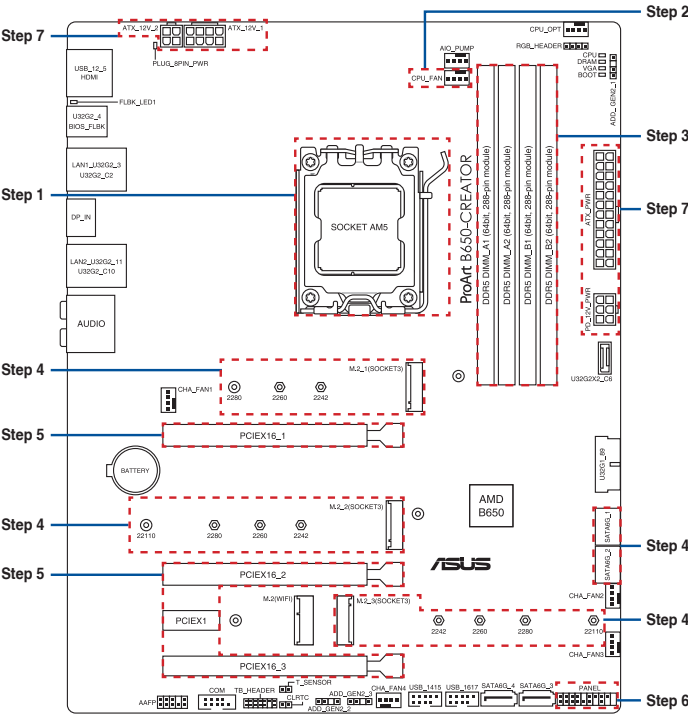 Step 2
CPU_OPT
ATX_12V_2
ATX_12V_1
Step 7
PLUG_8PIN_PWR
AIO_PUMP
RGB_HEADER
CPU
DRAM
VGA
BOOT
CPU_FAN
ADD_GEN2_1
USB_12_5
HDMI
FLBK_LED1
U32G2_4
BIOS_FLBK
Step 3
LAN1_U32G2_3
U32G2_C2
Step 1
DP_IN
SOCKET AM5
ProArt B650-CREATOR
DDR5 DIMM_A1 (64bit, 288-pin module)
DDR5 DIMM_A2 (64bit, 288-pin module)
DDR5 DIMM_B1 (64bit, 288-pin module)
DDR5 DIMM_B2 (64bit, 288-pin module)
ATX_PWR
Step 7
LAN2_U32G2_11
U32G2_C10
PD_12V_PWR
AUDIO
Step 4
M.2_1(SOCKET3)
CHA_FAN1
2280
2260
2242
U32G2X2_C6
Step 5
PCIEX16_1
BATTERY
U32G1_89
AMD
B650
Step 4
M.2_2(SOCKET3)
22110
2280
2260
2242
SATA6G_1
SATA6G_2
Step 4
ASUS
Step 5
PCIEX16_2
CHA_FAN2
M.2(WIFI)
M.2_3(SOCKET3)
PCIEX1
2242
2260
2280
22110
Step 4
CHA_FAN3
PCIEX16_3
T_SENSOR
AAFP
COM
TB_HEADER
CLRTC
ADD_GEN2_2
ADD_GEN2_3
CHA_FAN4
USB_1415
USB_1617
SATA6G_4
SATA6G_3
PANEL
Step 6